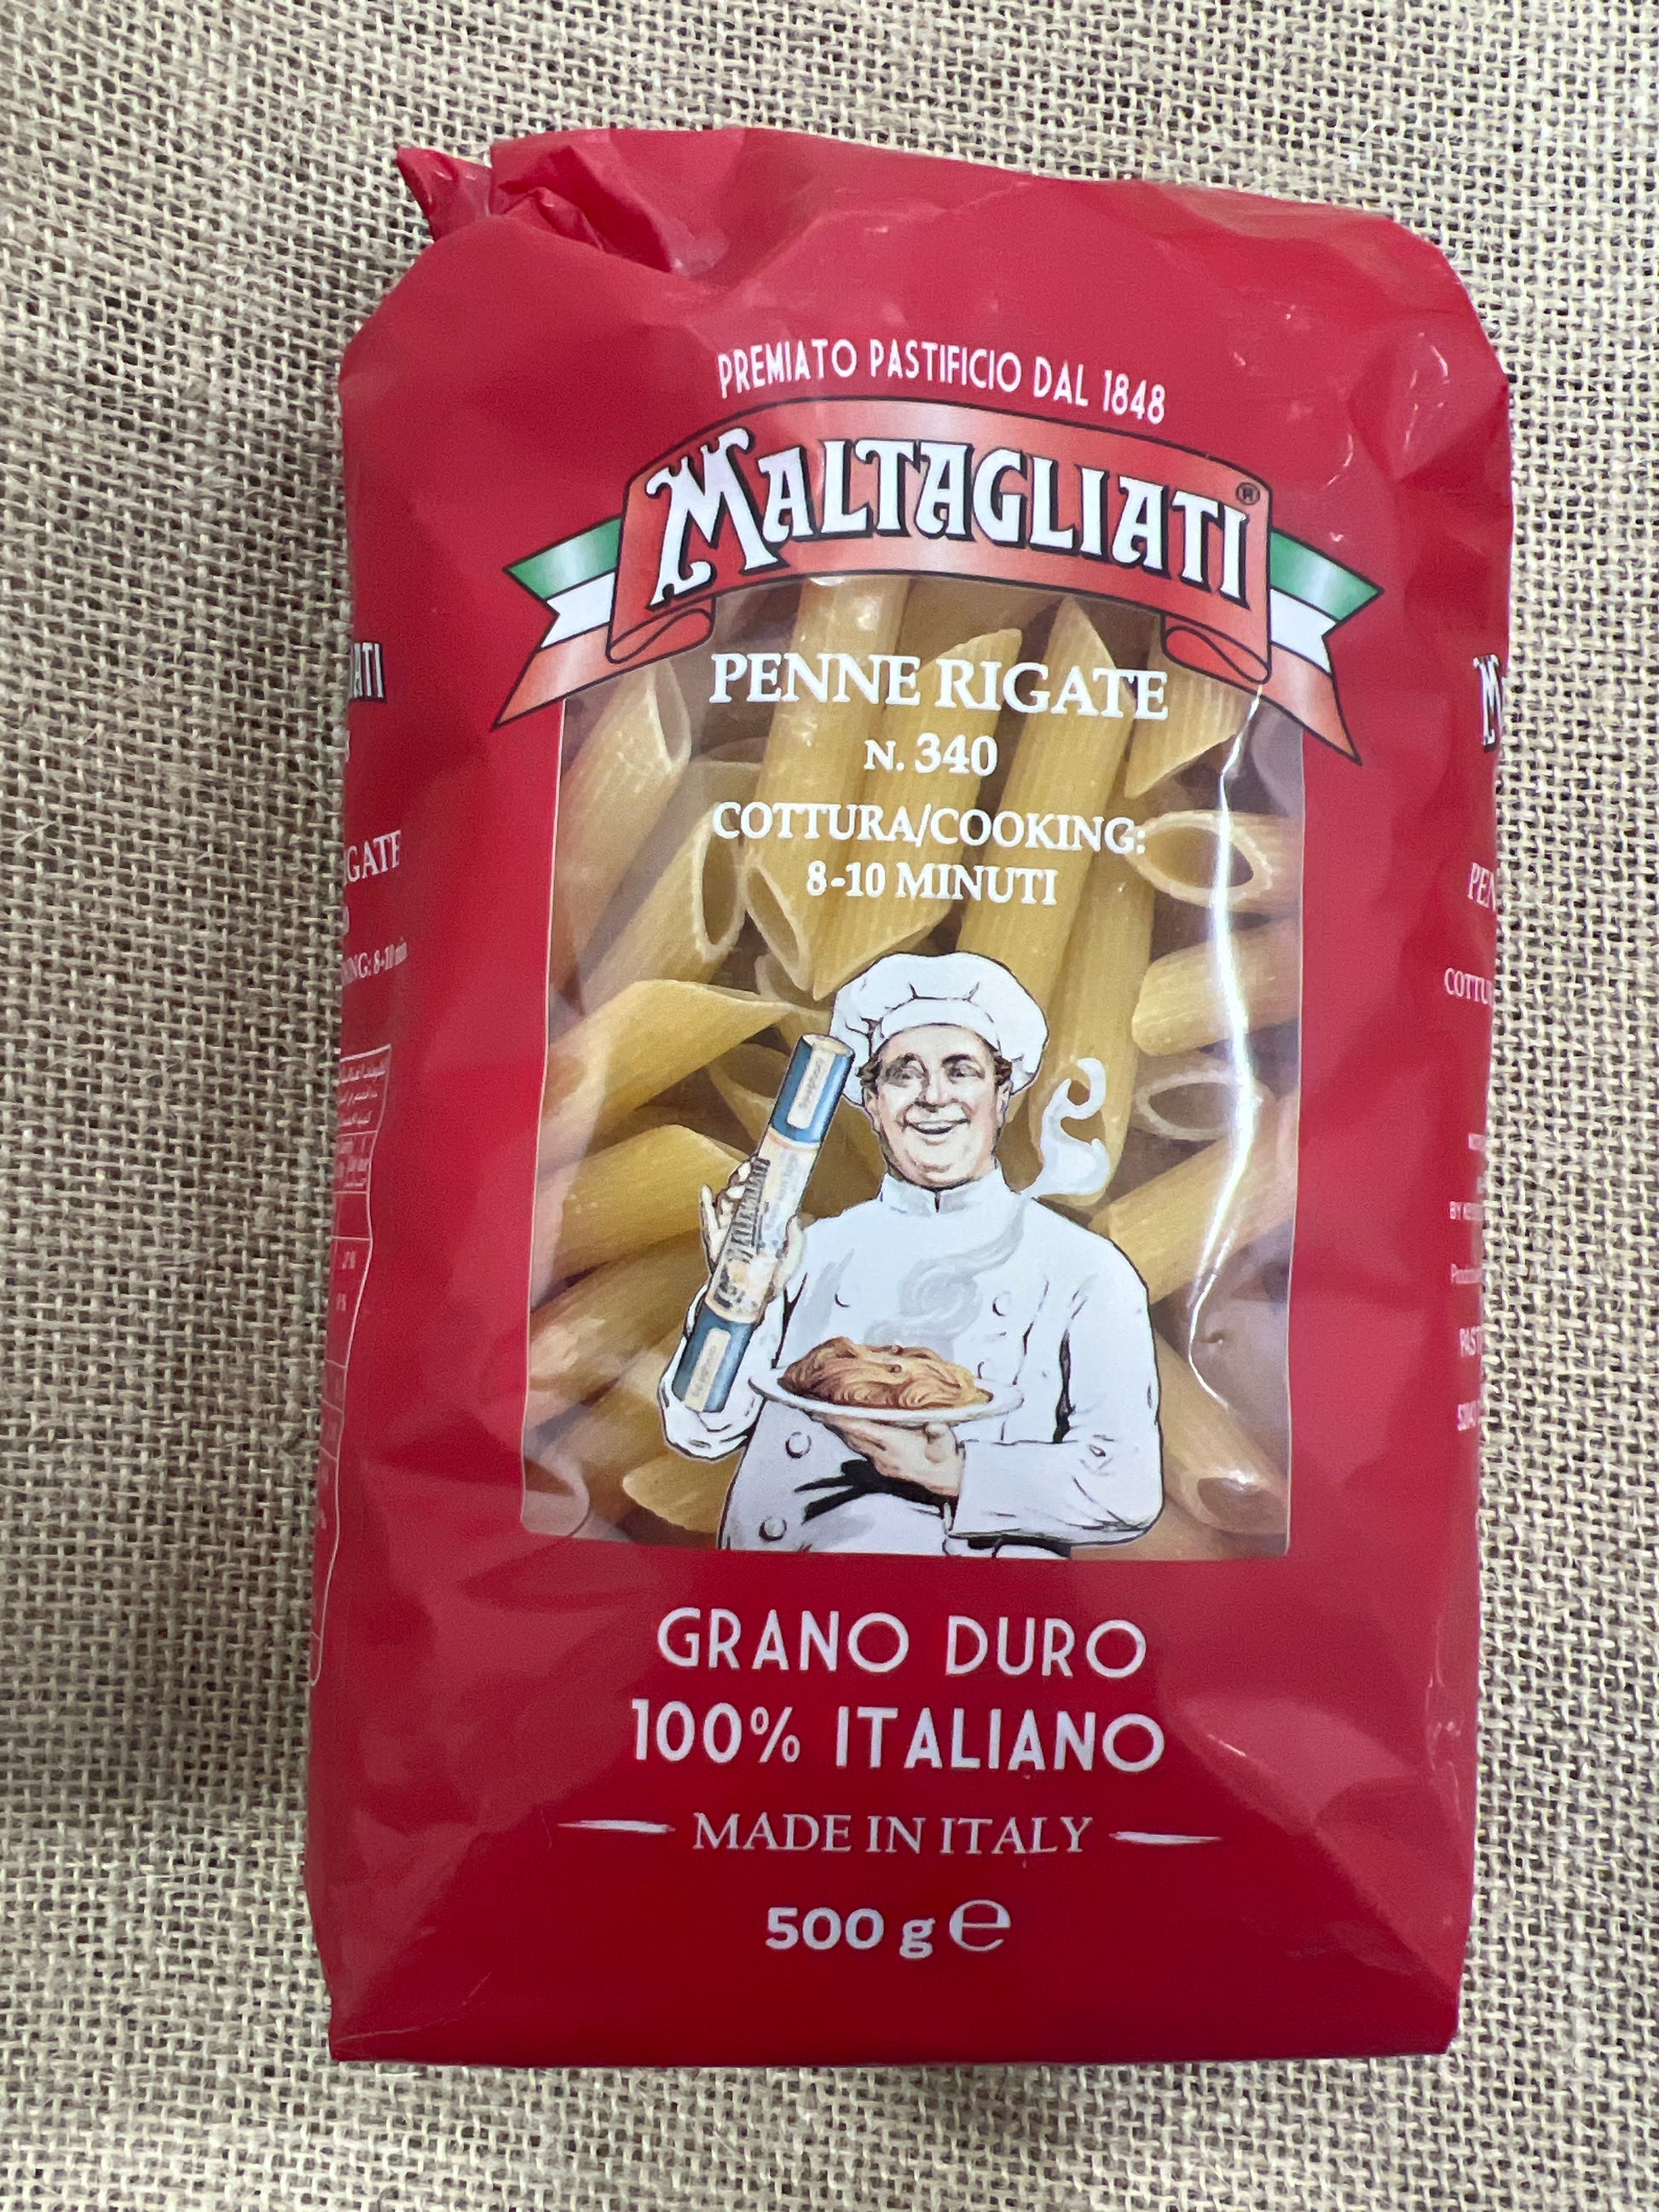 PREMIATO PASTIFICIO DAL 1848
MALTAGLIATI®
PENNE RIGATE
N. 340
COTTURA/COOKING:
8-10 MINUTI
GRANO DURO
100% ITALIANO
MADE IN ITALY
500 g e